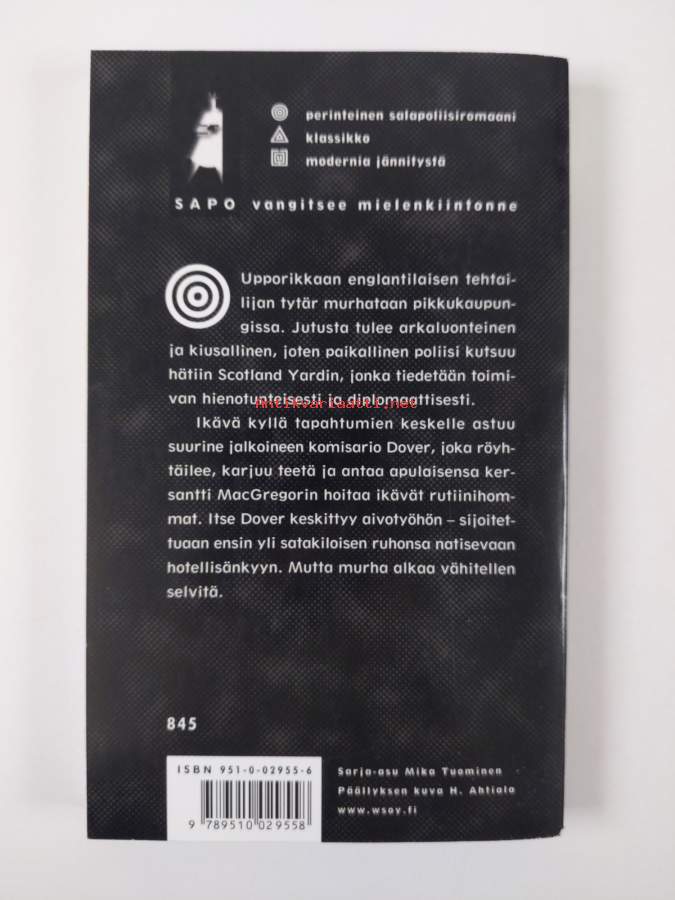 perinteinen salapoliisiromaani
klassikko
modernia jännitystä
SAPO vangitsee mielenkiintonne
Upporikkaan englantilaisen tehtai-
lijan tytär murhataan pikkukaupun-
gissa. Jutusta tulee arkaluonteinen
ja kiusallinen, joten paikallinen poliisi kutsuu
hätiin Scotland Yardin, jonka tiedetään toimi-
van hienotunteisesti ja diplomaattisesti.
antikvariaatti.net
Ikävä kyllä tapahtumien keskelle astuu
suurine jalkoineen komisario Dover, joka röyh-
täilee, karjuu teetä ja antaa apulaisensa ker-
santti MacGregorin hoitaa ikävät rutiinihom-
mat. Itse Dover keskittyy aivotyöhön – sijoitet-
tuaan ensin yli satakiloisen ruhonsa natisevaan
hotellisänkyyn. Mutta murha alkaa vähitellen
selvitä.
845
ISBN 951-0-02955-6
9 789510 029558
Sarja-asu Mika Tuominen
Päällyksen kuva H. Ahtiala
www.wsoy.fi